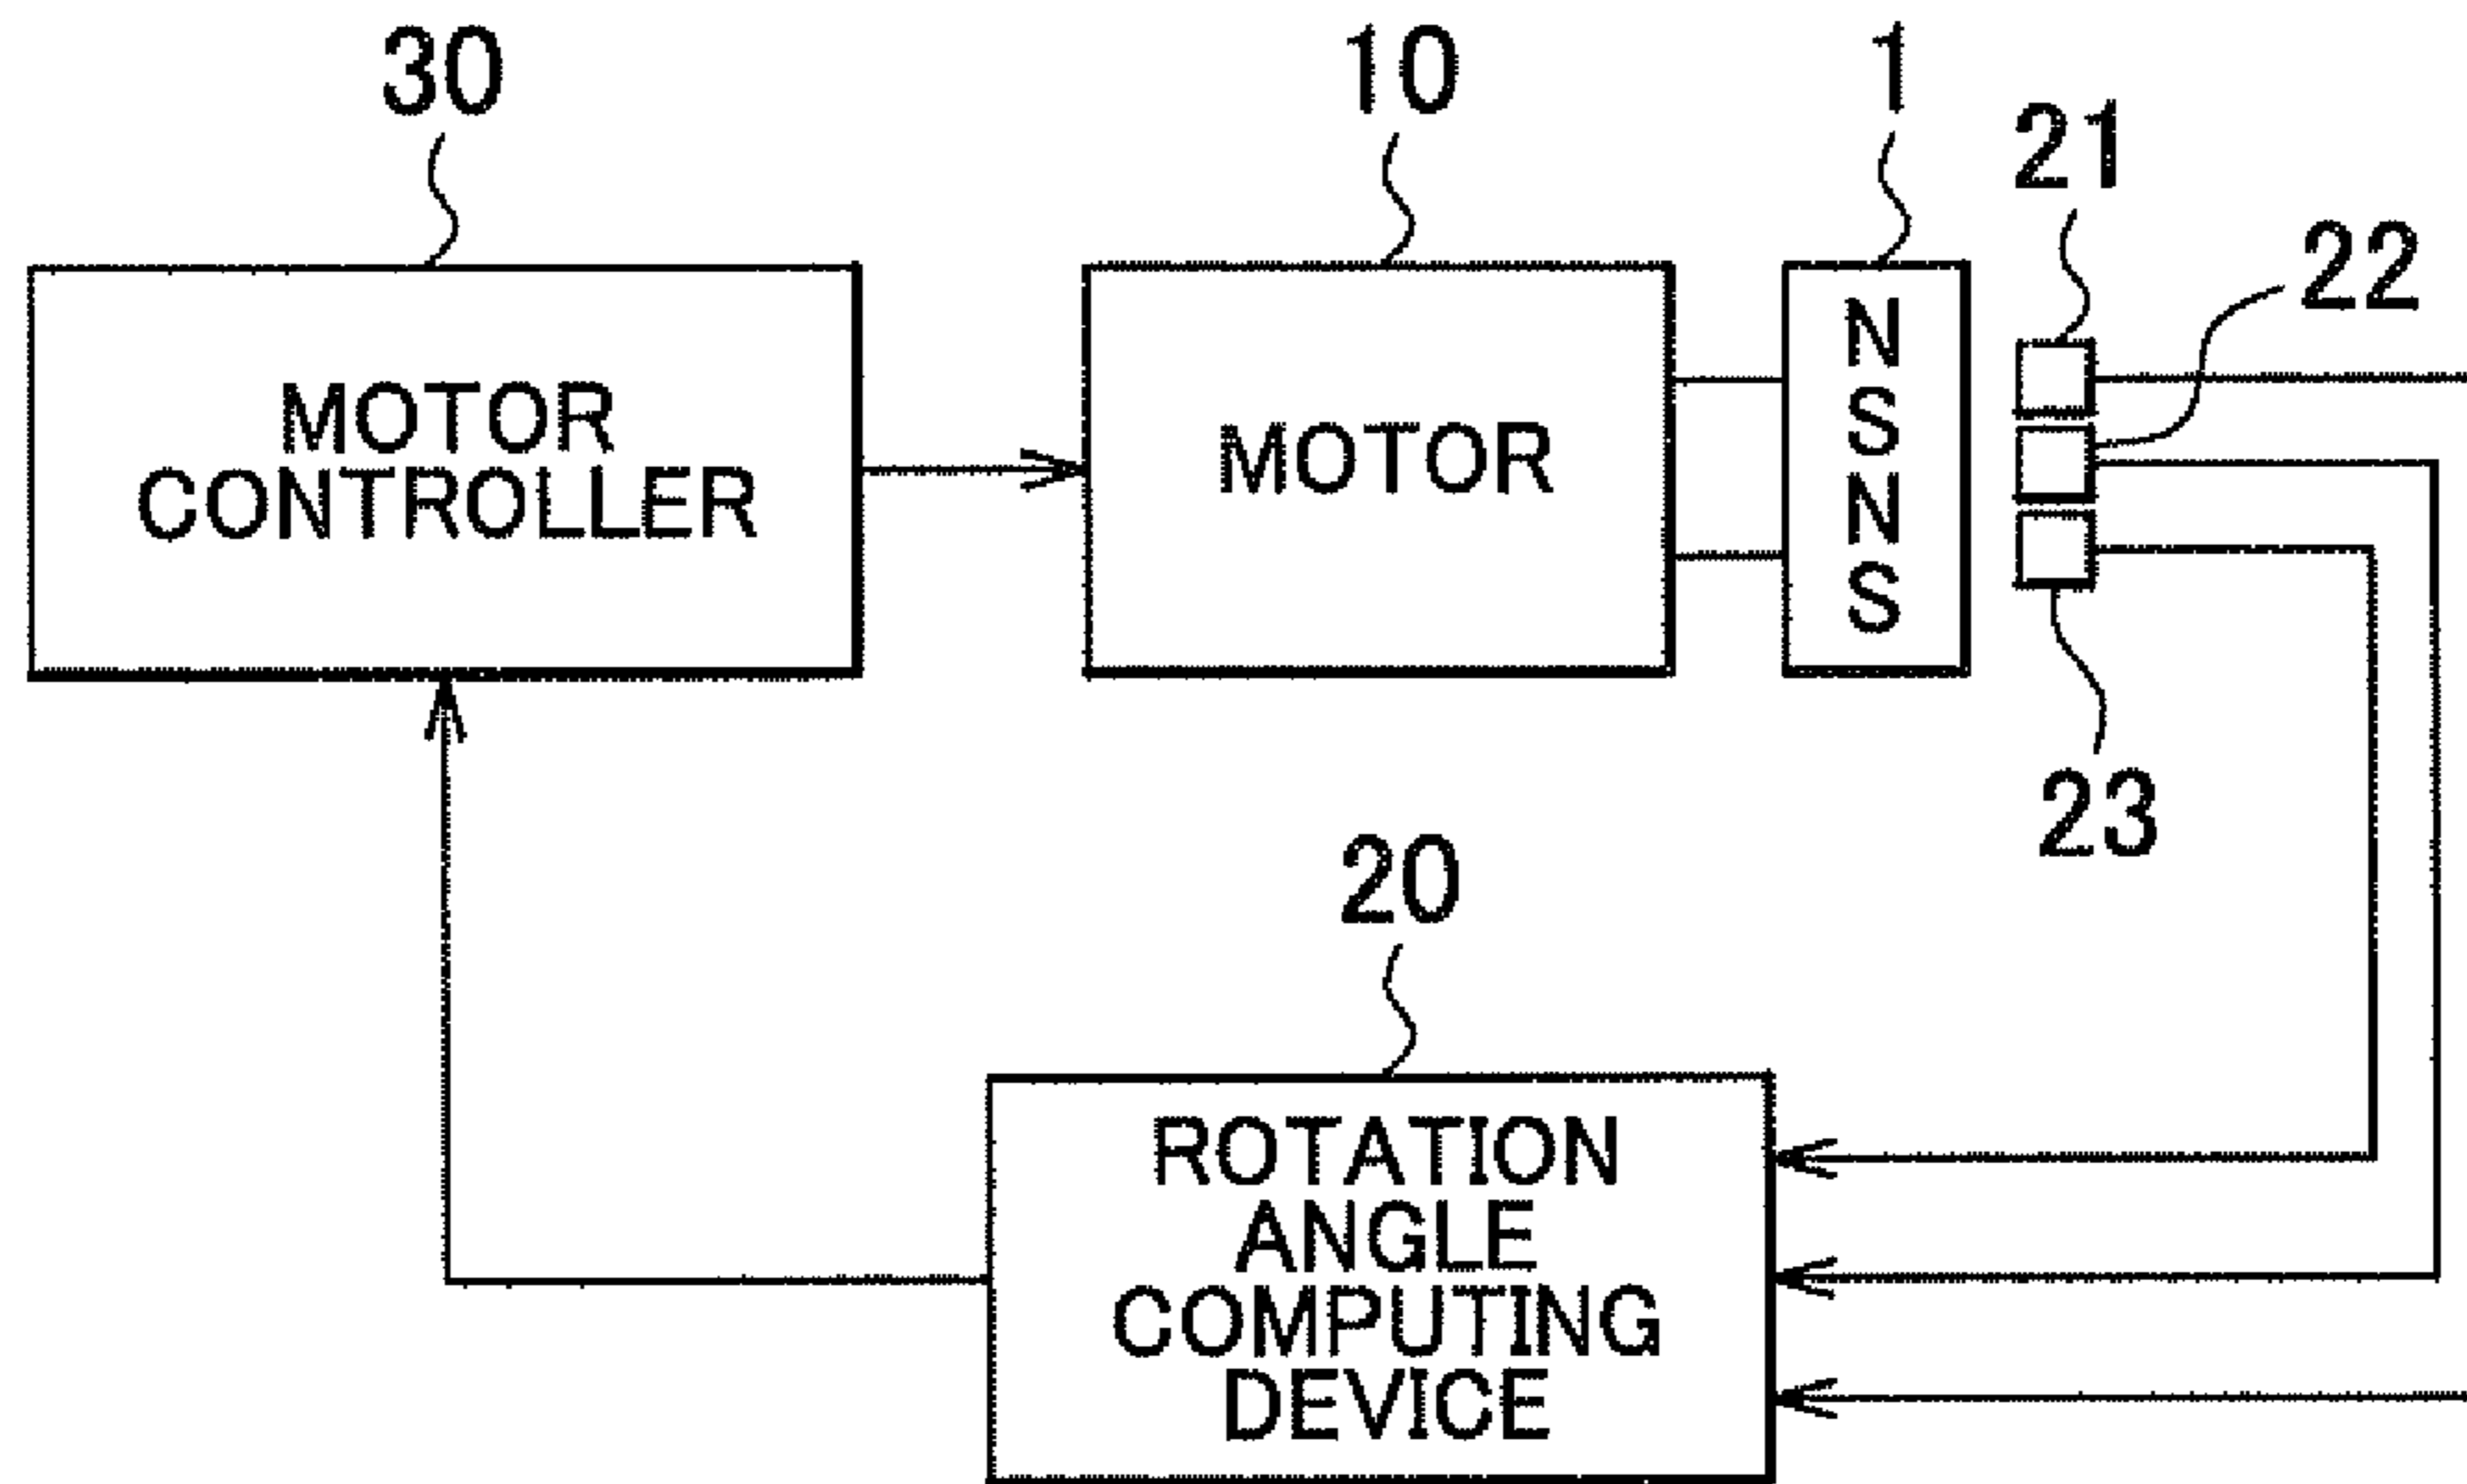 30
10
1
21
22
MOTOR
CONTROLLER
MOTOR
N
S
N
S
23
20
ROTATION
ANGLE
COMPUTING
DEVICE